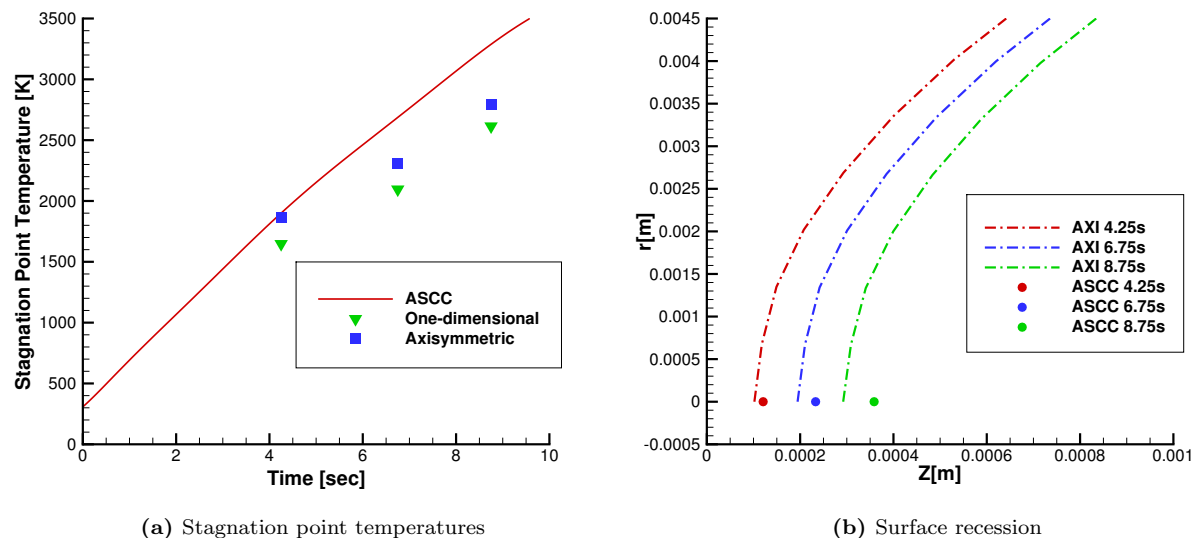 3500
3000
2500
2000
1500
1000
500
0
Stagnation Point Temperature [K]
0 2 4 6 8 10
Time [sec]
ASCC
One-dimensional
Axisymmetric
(a) Stagnation point temperatures
0.0045
0.004
0.0035
0.003
0.0025
0.002
0.0015
0.001
0.0005
0
-0.0005
r[m]
0 0.0002 0.0004 0.0006 0.0008 0.001
Z[m]
AXI 4.25s
AXI 6.75s
AXI 8.75s
ASCC 4.25s
ASCC 6.75s
ASCC 8.75s
(b) Surface recession